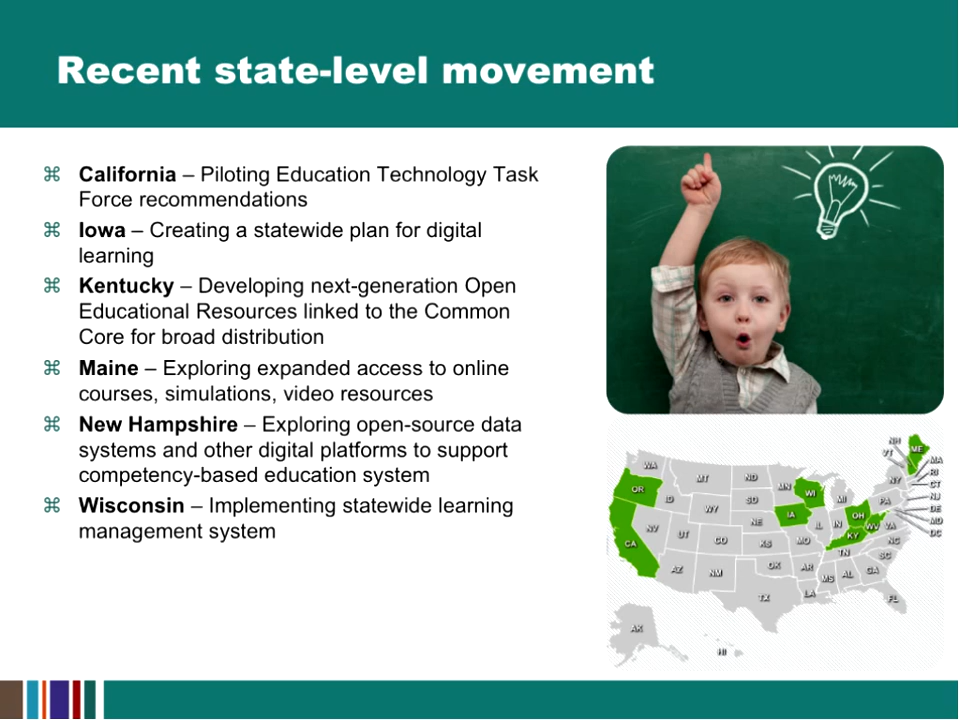 Recent state-level movement
⌘ California – Piloting Education Technology Task
Force recommendations
⌘ Iowa – Creating a statewide plan for digital
learning
⌘ Kentucky – Developing next-generation Open
Educational Resources linked to the Common
Core for broad distribution
⌘ Maine – Exploring expanded access to online
courses, simulations, video resources
⌘ New Hampshire – Exploring open-source data
systems and other digital platforms to support
competency-based education system
⌘ Wisconsin – Implementing statewide learning
management system
NH
ME
VT
MA
WA
RI
MT
ND
MN
NY
CT
OR
ID
SD
WI
MI
NJ
WY
PA
DE
IA
OH
MD
NE
IL
IN
WV
VA
NV
UT
CO
KS
MO
KY
DC
CA
NC
TN
AZ
NM
OK
AR
SC
MS
AL
GA
TX
LA
FL
AK
HI